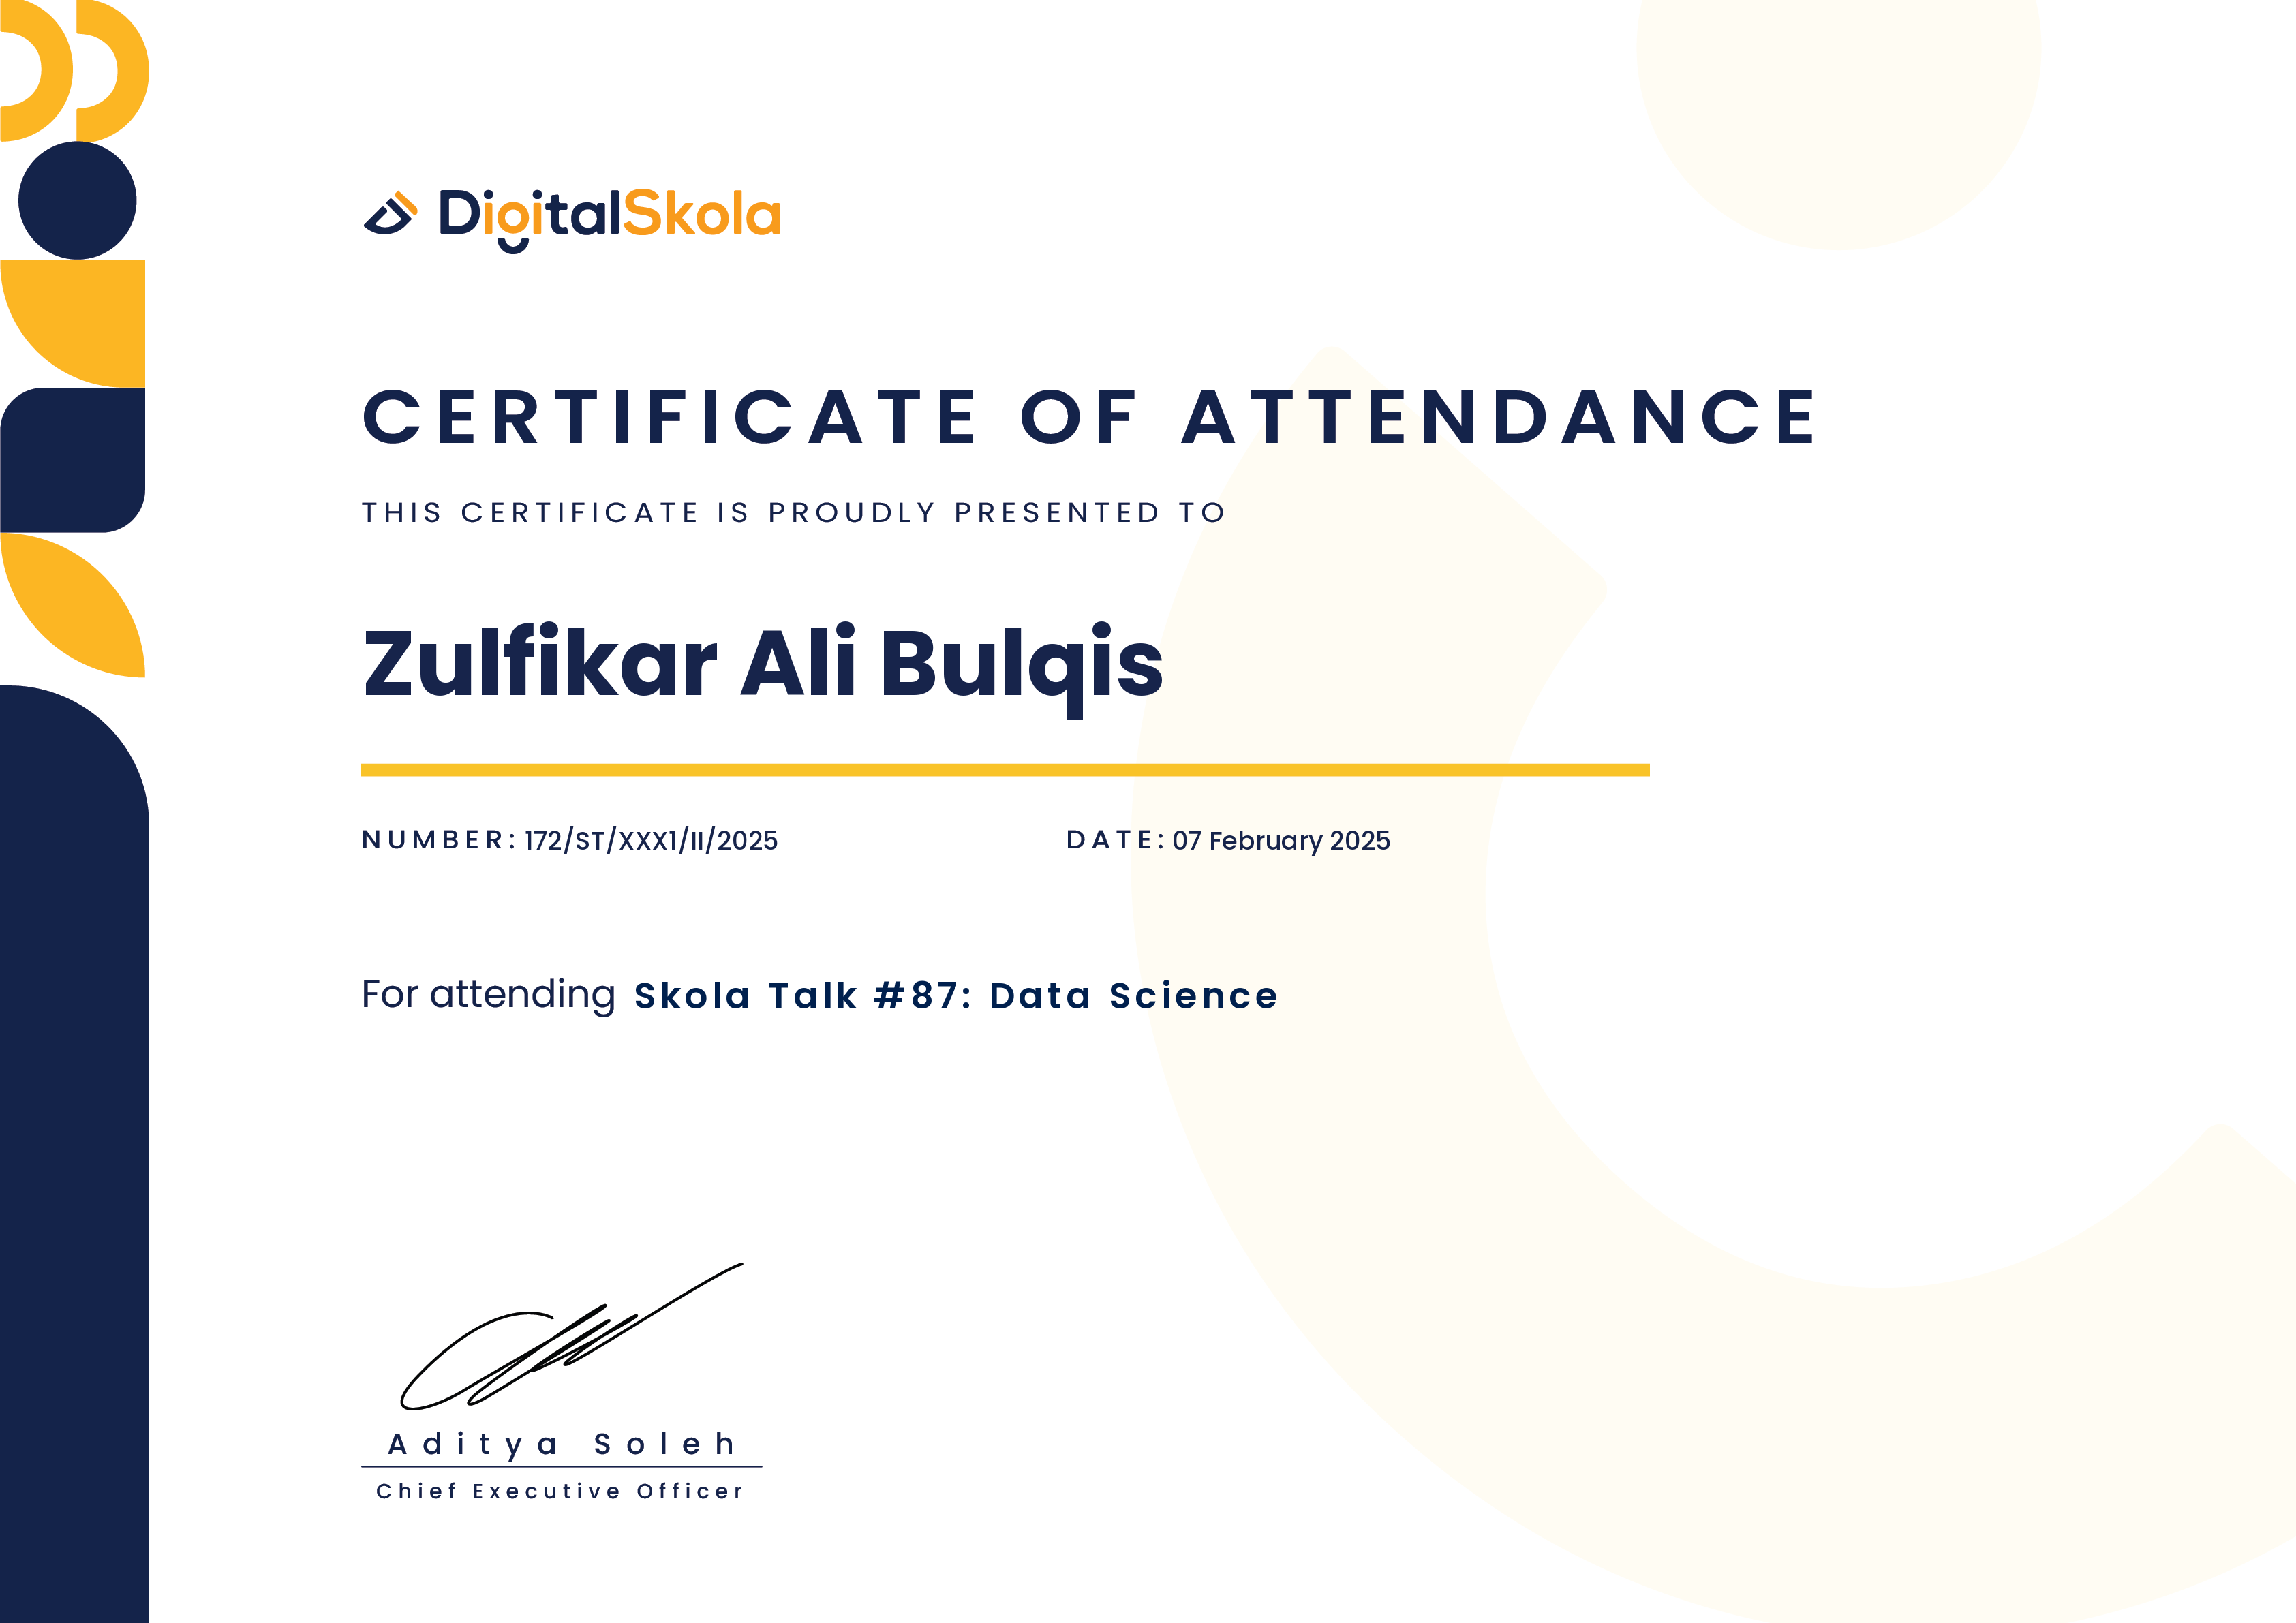 DigitalSkola
CERTIFICATE OF ATTENDANCE
THIS CERTIFICATE IS PROUDLY PRESENTED TO
Zulfikar Ali Bulqis
NUMBER: 172/ST/XXX1/II/2025 DATE: 07 February 2025
For attending Skola Talk #87: Data Science
Aditya Soleh
Chief Executive Officer